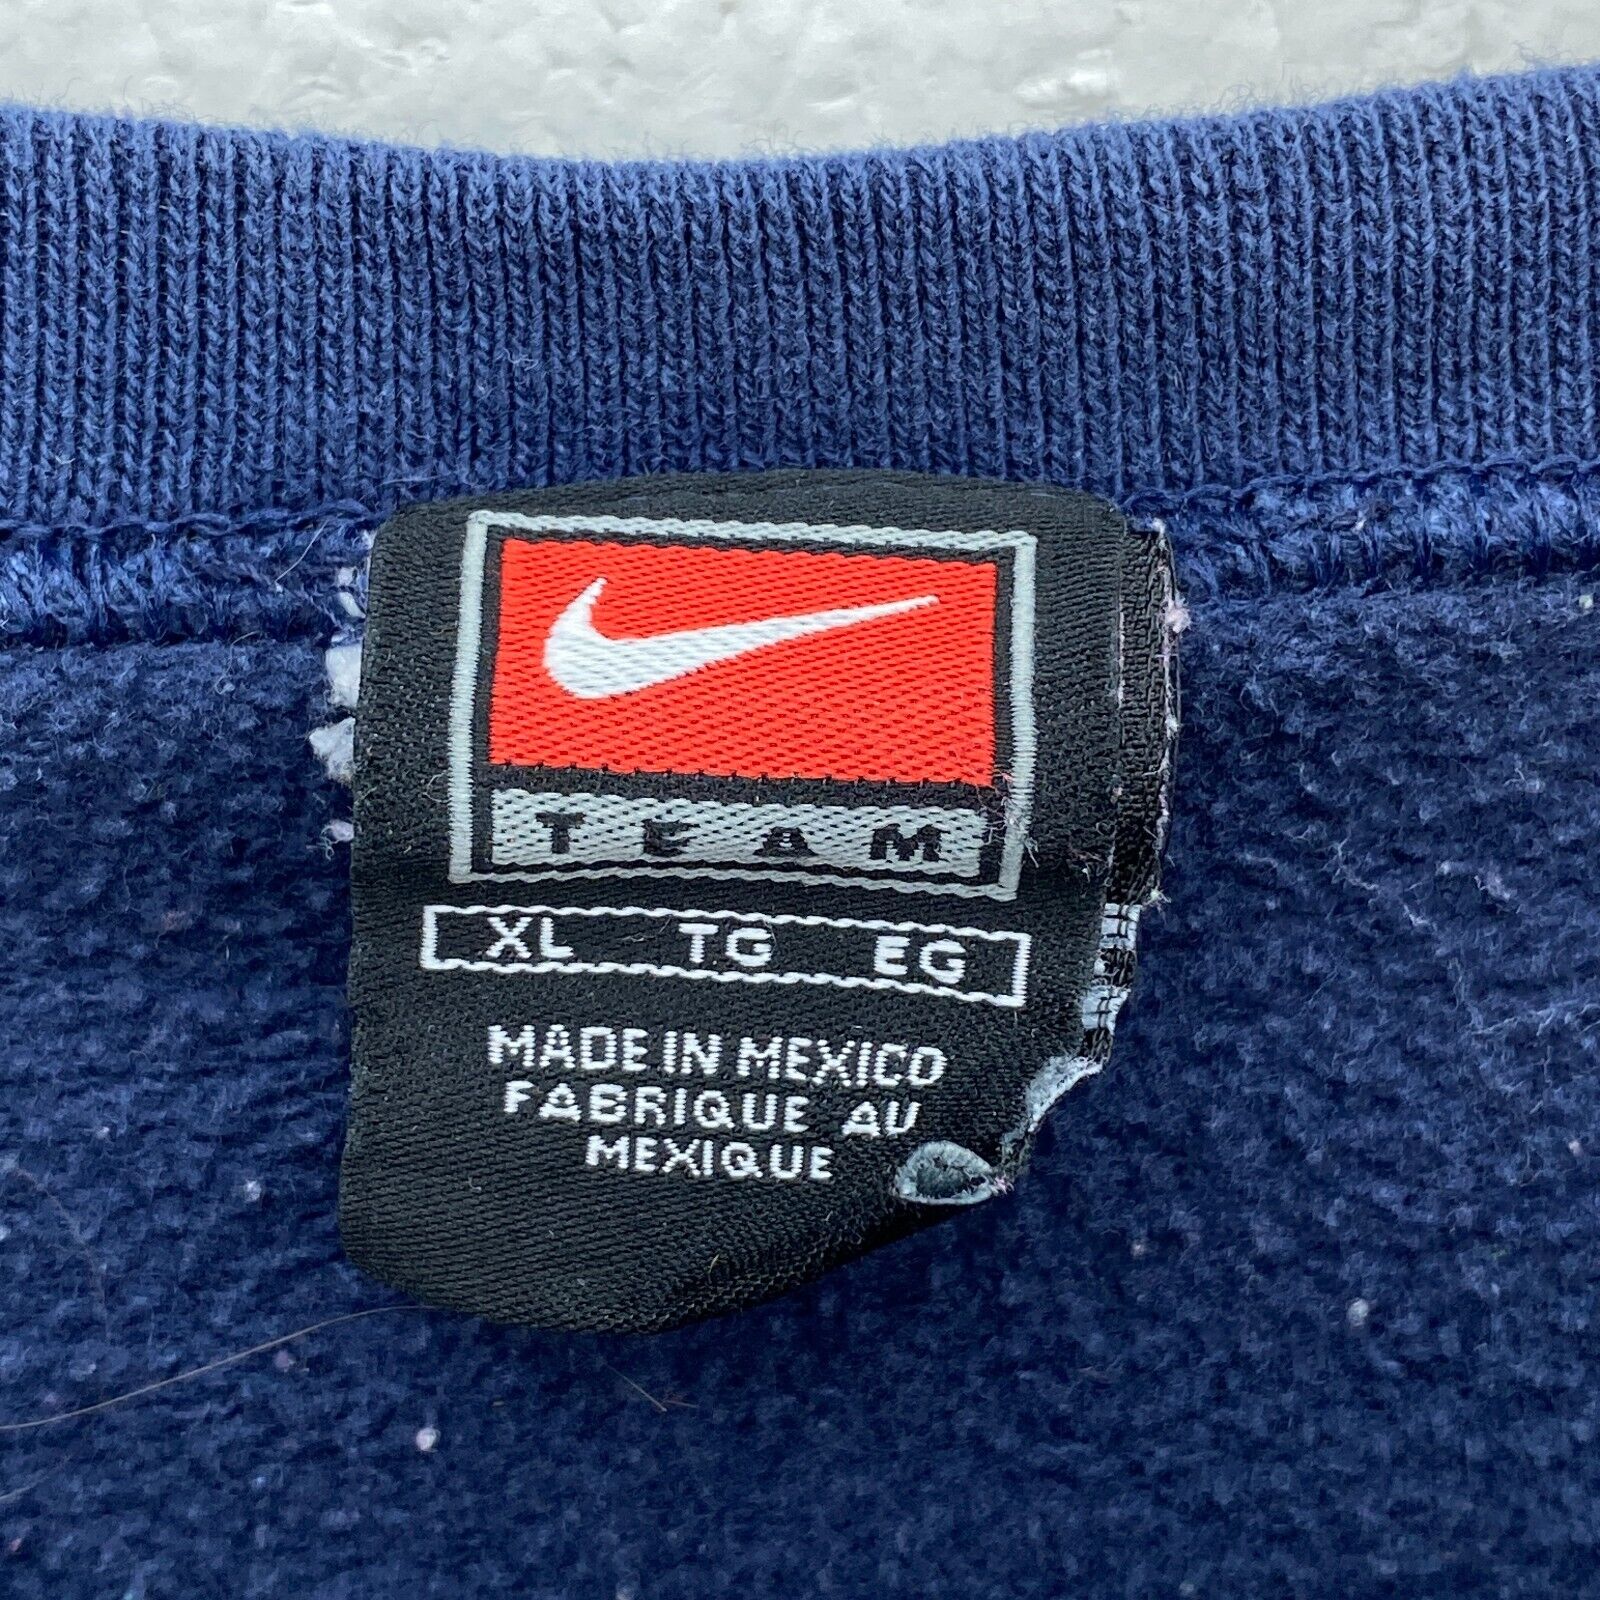 TEAM
XL TG EG
MADE IN MEXICO
FABRIQUE AU
MEXIQUE